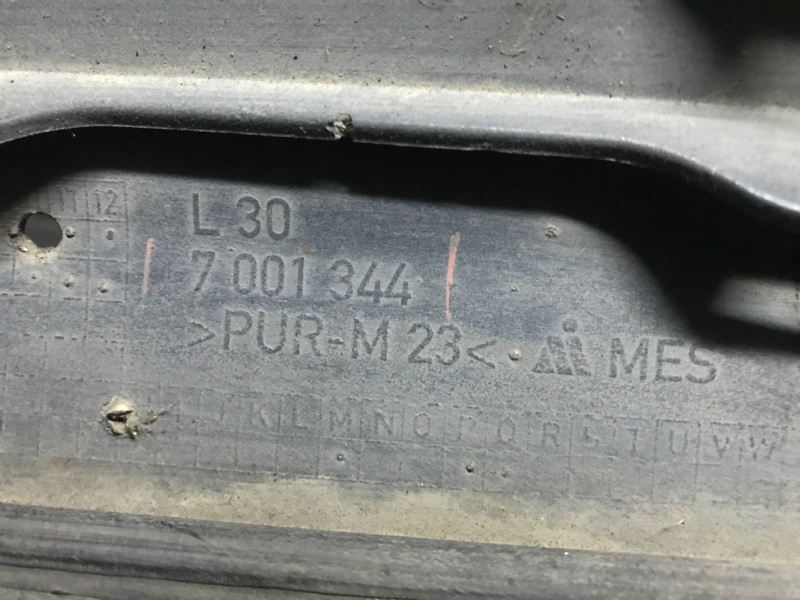 11 12
L 30
7 001 344
>PUR-M 23< MES
J K L M N O P Q R S T U V W